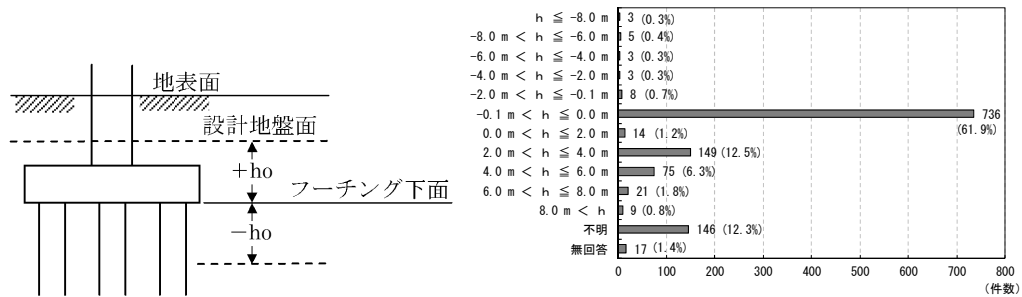 地表面
設計地盤面
+ho
フーチング下面
−ho
h ≦ -8.0 m 3 (0.3%)
-8.0 m < h ≦ -6.0 m 5 (0.4%)
-6.0 m < h ≦ -4.0 m 3 (0.3%)
-4.0 m < h ≦ -2.0 m 3 (0.3%)
-2.0 m < h ≦ -0.1 m 8 (0.7%)
-0.1 m < h ≦ 0.0 m 736
(61.9%)
0.0 m < h ≦ 2.0 m 14 (1.2%)
2.0 m < h ≦ 4.0 m 149 (12.5%)
4.0 m < h ≦ 6.0 m 75 (6.3%)
6.0 m < h ≦ 8.0 m 21 (1.8%)
8.0 m < h 9 (0.8%)
不明 146 (12.3%)
無回答 17 (1.4%)
0 100 200 300 400 500 600 700 800
(件数)